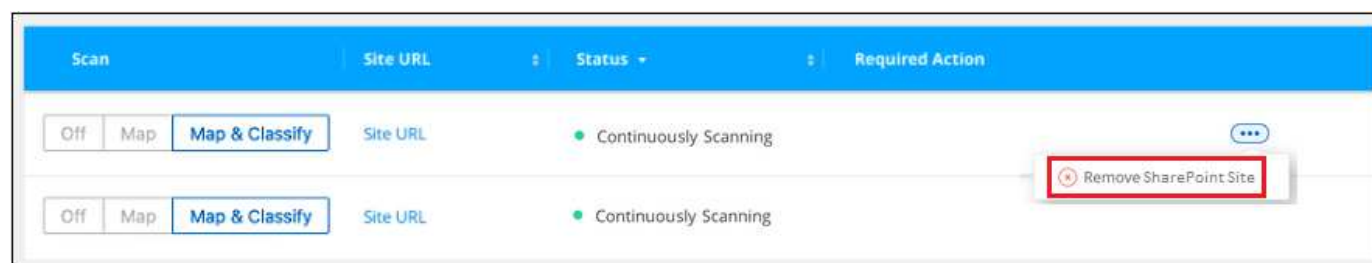 Scan Site URL Status Required Action
Off Map Map & Classify Site URL Continuously Scanning
Remove SharePoint Site
Off Map Map & Classify Site URL Continuously Scanning